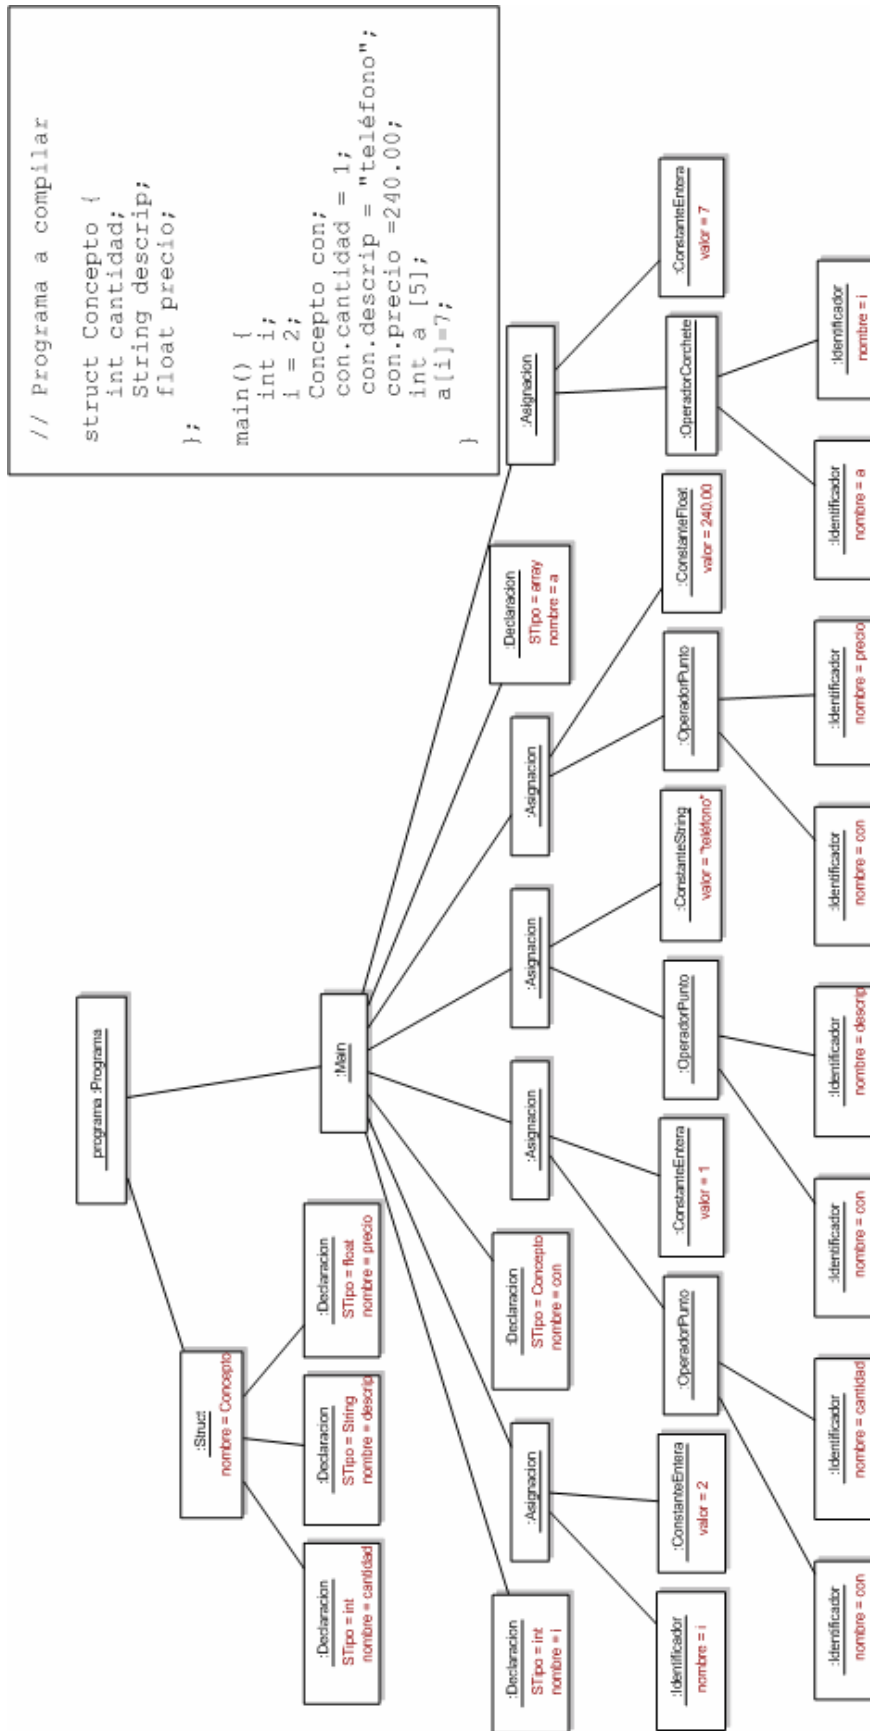 // Programa a compilar
struct Concepto {
int cantidad;
String descrip;
float precio;
};
main() {
int i;
i = 2;
Concepto con;
con.cantidad = 1;
con.descrip = "teléfono";
con.precio =240.00;
int a [5];
a[i]=7;
}
programa :Programa
:Struct
nombre = Concepto
:Main
:Declaracion
STipo = int
nombre = cantidad
:Declaracion
STipo = String
nombre = descrip
:Declaracion
STipo = float
nombre = precio
:Declaracion
STipo = int
nombre = i
:Asignacion
:Declaracion
STipo = Concepto
nombre = con
:Asignacion
:Asignacion
:Asignacion
:Declaracion
STipo = array
nombre = a
:Asignacion
:Identificador
nombre = i
:ConstanteEntera
valor = 2
:OperadorPunto
:ConstanteEntera
valor = 1
:OperadorPunto
:ConstanteString
valor = "teléfono"
:OperadorPunto
:ConstanteFloat
valor = 240.00
:OperadorCorchete
:ConstanteEntera
valor = 7
:Identificador
nombre = con
:Identificador
nombre = cantidad
:Identificador
nombre = con
:Identificador
nombre = descrip
:Identificador
nombre = con
:Identificador
nombre = precio
:Identificador
nombre = a
:Identificador
nombre = i